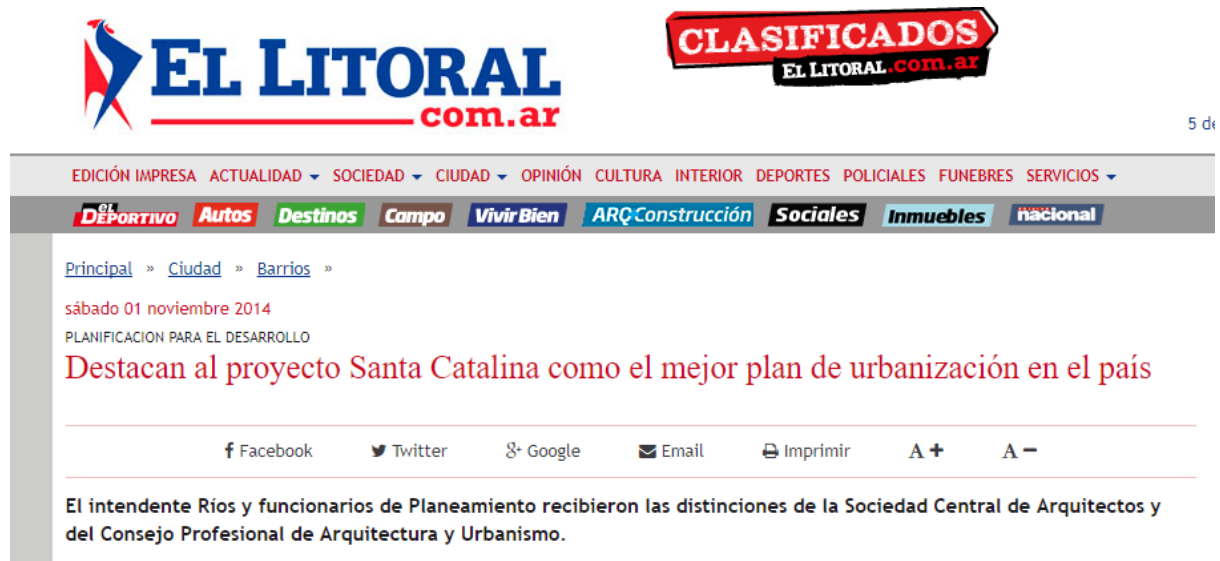 EL LITORAL
com.ar
CLASIFICADOS
EL LITORAL.com.ar
5 de
EDICIÓN IMPRESA ACTUALIDAD SOCIEDAD CIUDAD OPINIÓN CULTURA INTERIOR DEPORTES POLICIALES FUNEBRES SERVICIOS
EL DEPORTIVO Autos Destinos Campo Vivir Bien ARQ Construcción Sociales Inmuebles nacional
Principal » Ciudad » Barrios »
sábado 01 noviembre 2014
PLANIFICACION PARA EL DESARROLLO
Destacan al proyecto Santa Catalina como el mejor plan de urbanización en el país
Facebook Twitter Google Email Imprimir A+ A-
El intendente Ríos y funcionarios de Planeamiento recibieron las distinciones de la Sociedad Central de Arquitectos y
del Consejo Profesional de Arquitectura y Urbanismo.